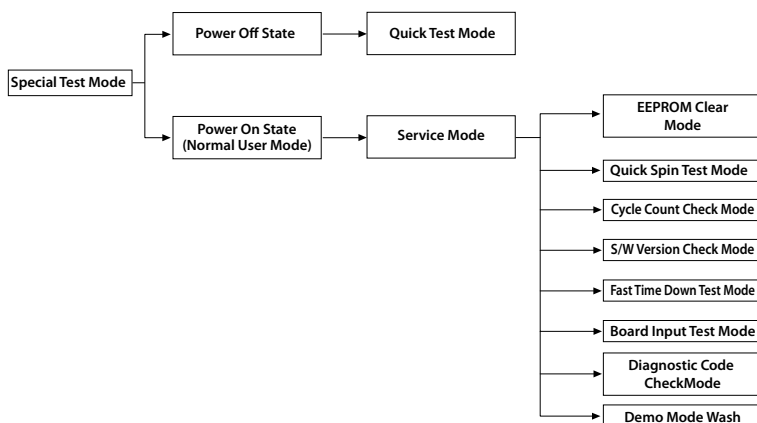 Power Off State
Quick Test Mode
Special Test Mode
Power On State
(Normal User Mode)
Service Mode
EEPROM Clear
Mode
Quick Spin Test Mode
Cycle Count Check Mode
S/W Version Check Mode
Fast Time Down Test Mode
Board Input Test Mode
Diagnostic Code
CheckMode
Demo Mode Wash